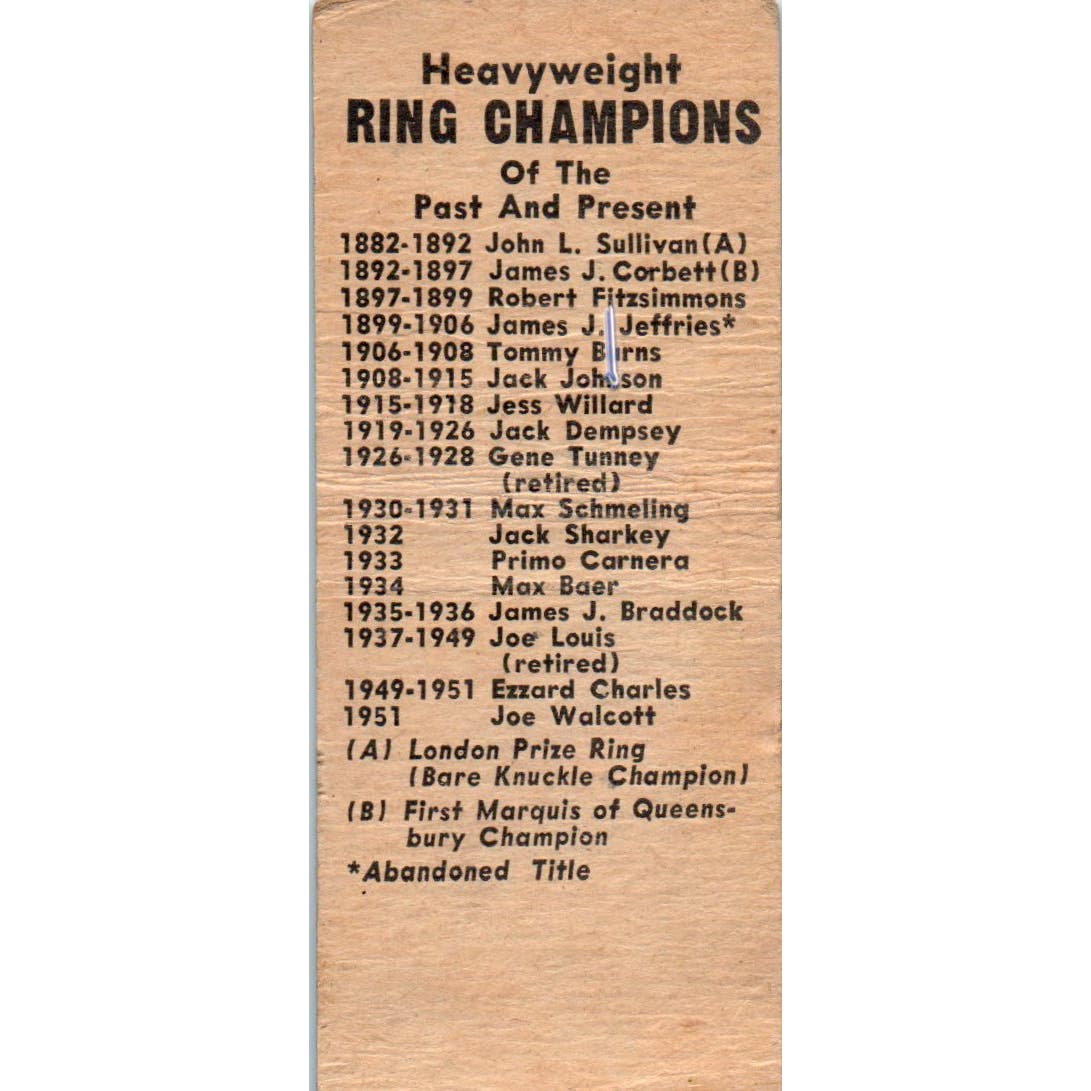 Heavyweight
RING CHAMPIONS
Of The
Past And Present
1882-1892 John L. Sullivan(A)
1892-1897 James J. Corbett(B)
1897-1899 Robert Fitzsimmons
1899-1906 James J. Jeffries*
1906-1908 Tommy Burns
1908-1915 Jack Johnson
1915-1918 Jess Willard
1919-1926 Jack Dempsey
1926-1928 Gene Tunney
(retired)
1930-1931 Max Schmeling
1932 Jack Sharkey
1933 Primo Carnera
1934 Max Baer
1935-1936 James J. Braddock
1937-1949 Joe Louis
(retired)
1949-1951 Ezzard Charles
1951 Joe Walcott
(A) London Prize Ring
(Bare Knuckle Champion)
(B) First Marquis of Queens-
bury Champion
*Abandoned Title